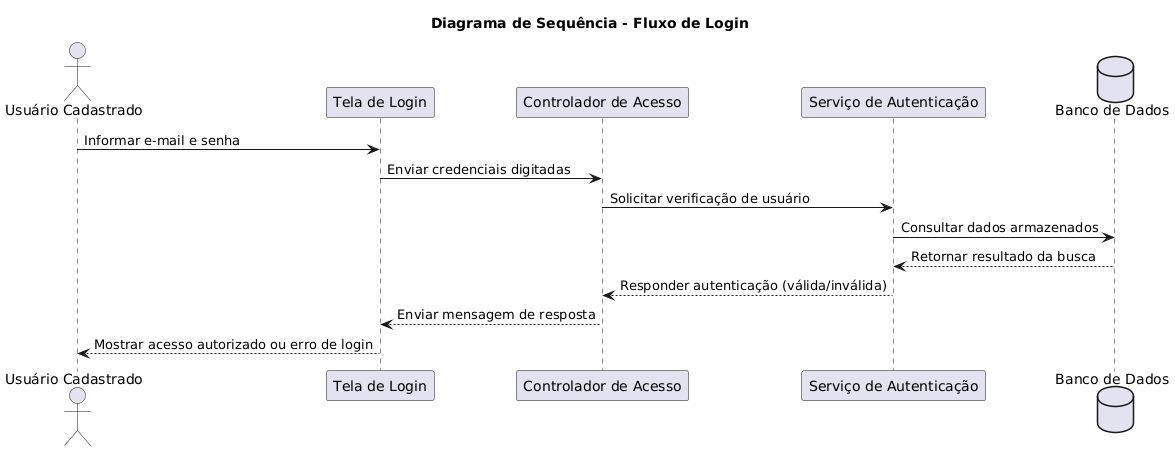 Diagrama de Sequência - Fluxo de Login
Usuário Cadastrado
Tela de Login
Controlador de Acesso
Serviço de Autenticação
Banco de Dados
Informar e-mail e senha
Enviar credenciais digitadas
Solicitar verificação de usuário
Consultar dados armazenados
Retornar resultado da busca
Responder autenticação (válida/inválida)
Enviar mensagem de resposta
Mostrar acesso autorizado ou erro de login
Usuário Cadastrado
Tela de Login
Controlador de Acesso
Serviço de Autenticação
Banco de Dados